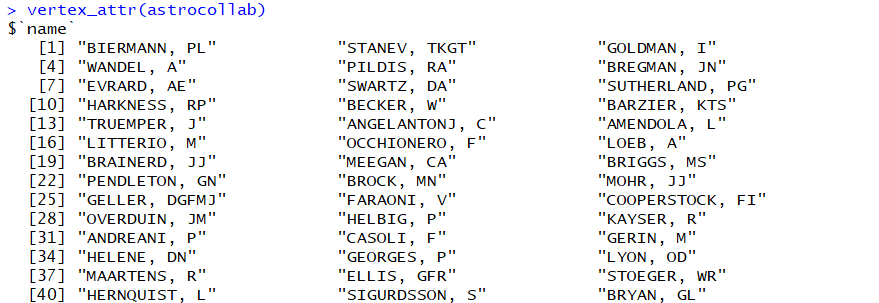 > vertex_attr(astrocollab)
$`name`
[1] "BIERMANN, PL" "STANEV, TKGT" "GOLDMAN, I"
[4] "WANDEL, A" "PILDIS, RA" "BREGMAN, JN"
[7] "EVRARD, AE" "SWARTZ, DA" "SUTHERLAND, PG"
[10] "HARKNESS, RP" "BECKER, W" "BARZIER, KTS"
[13] "TRUEMPER, J" "ANGELANTONJ, C" "AMENDOLA, L"
[16] "LITTERIO, M" "OCCHIONERO, F" "LOEB, A"
[19] "BRAINERD, JJ" "MEEGAN, CA" "BRIGGS, MS"
[22] "PENDLETON, GN" "BROCK, MN" "MOHR, JJ"
[25] "GELLER, DGFMJ" "FARAONI, V" "COOPERSTOCK, FI"
[28] "OVERDUIN, JM" "HELBIG, P" "KAYSER, R"
[31] "ANDREANI, P" "CASOLI, F" "GERIN, M"
[34] "HELENE, DN" "GEORGES, P" "LYON, OD"
[37] "MAARTENS, R" "ELLIS, GFR" "STOEGER, WR"
[40] "HERNQUIST, L" "SIGURDSSON, S" "BRYAN, GL"